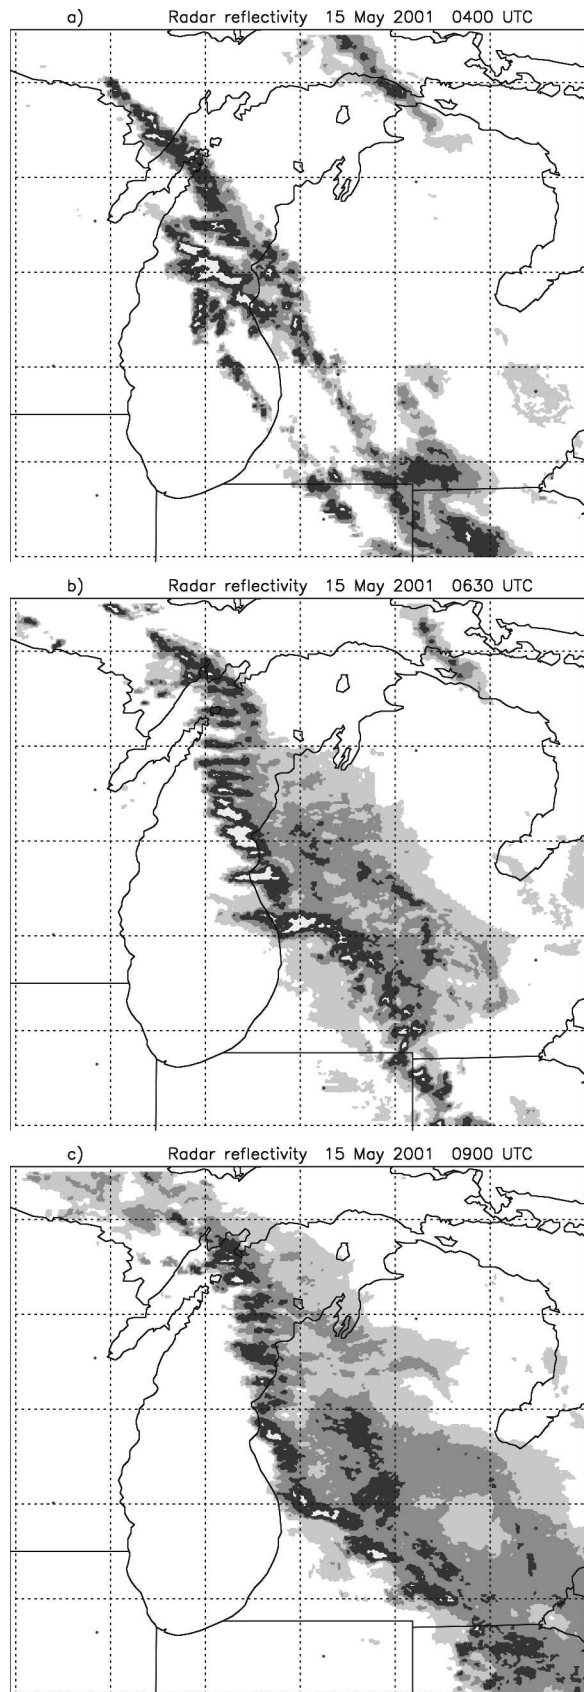 a) Radar reflectivity 15 May 2001 0400 UTC
b) Radar reflectivity 15 May 2001 0630 UTC
c) Radar reflectivity 15 May 2001 0900 UTC